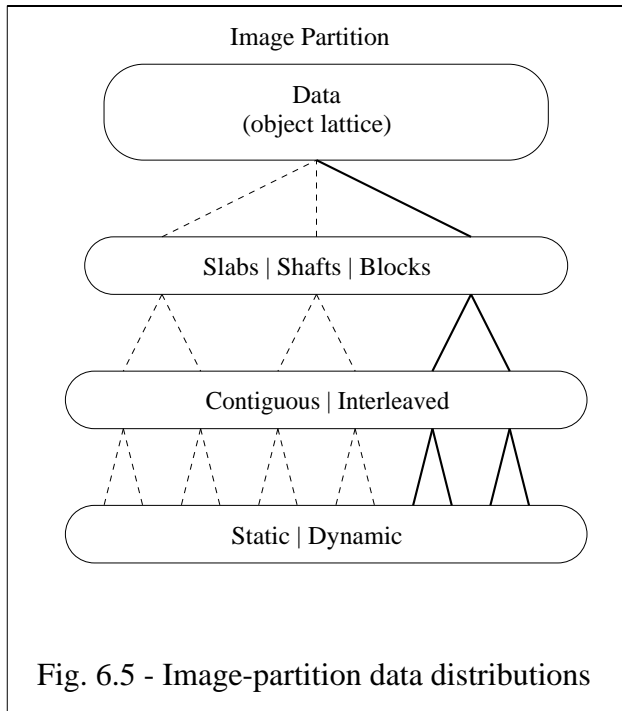 Image Partition
Data
(object lattice)
Slabs | Shafts | Blocks
Contiguous | Interleaved
Static | Dynamic
Fig. 6.5 - Image-partition data distributions